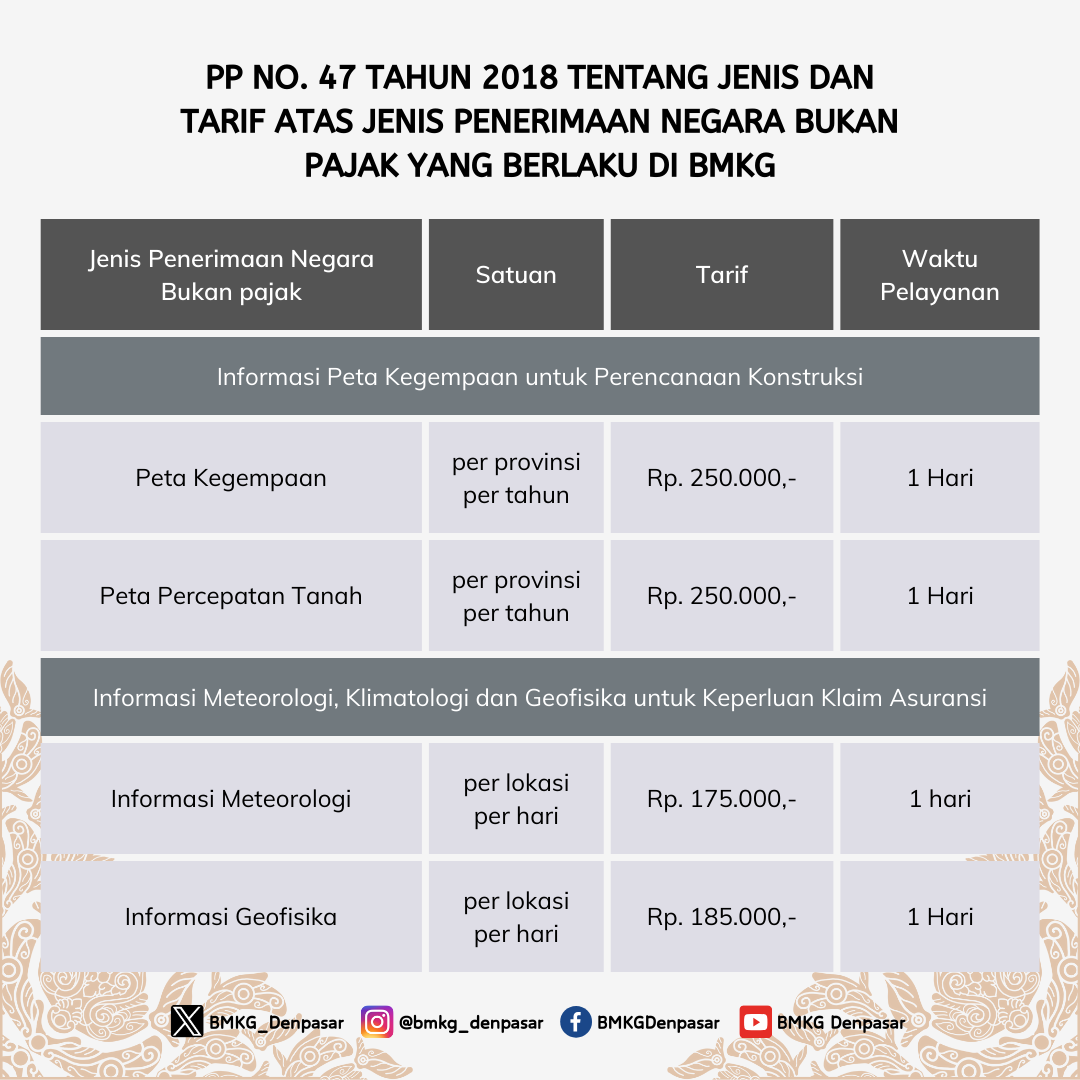 PP NO. 47 TAHUN 2018 TENTANG JENIS DAN
TARIF ATAS JENIS PENERIMAAN NEGARA BUKAN
PAJAK YANG BERLAKU DI BMKG
Jenis Penerimaan Negara
Bukan pajak
Satuan
Tarif
Waktu
Pelayanan
Informasi Peta Kegempaan untuk Perencanaan Konstruksi
Peta Kegempaan
per provinsi
per tahun
Rp. 250.000,-
1 Hari
Peta Percepatan Tanah
per provinsi
per tahun
Rp. 250.000,-
1 Hari
Informasi Meteorologi, Klimatologi dan Geofisika untuk Keperluan Klaim Asuransi
Informasi Meteorologi
per lokasi
per hari
Rp. 175.000,-
1 hari
Informasi Geofisika
per lokasi
per hari
Rp. 185.000,-
1 Hari
BMKG_Denpasar
@bmkg_denpasar
BMKGDenpasar
BMKG Denpasar